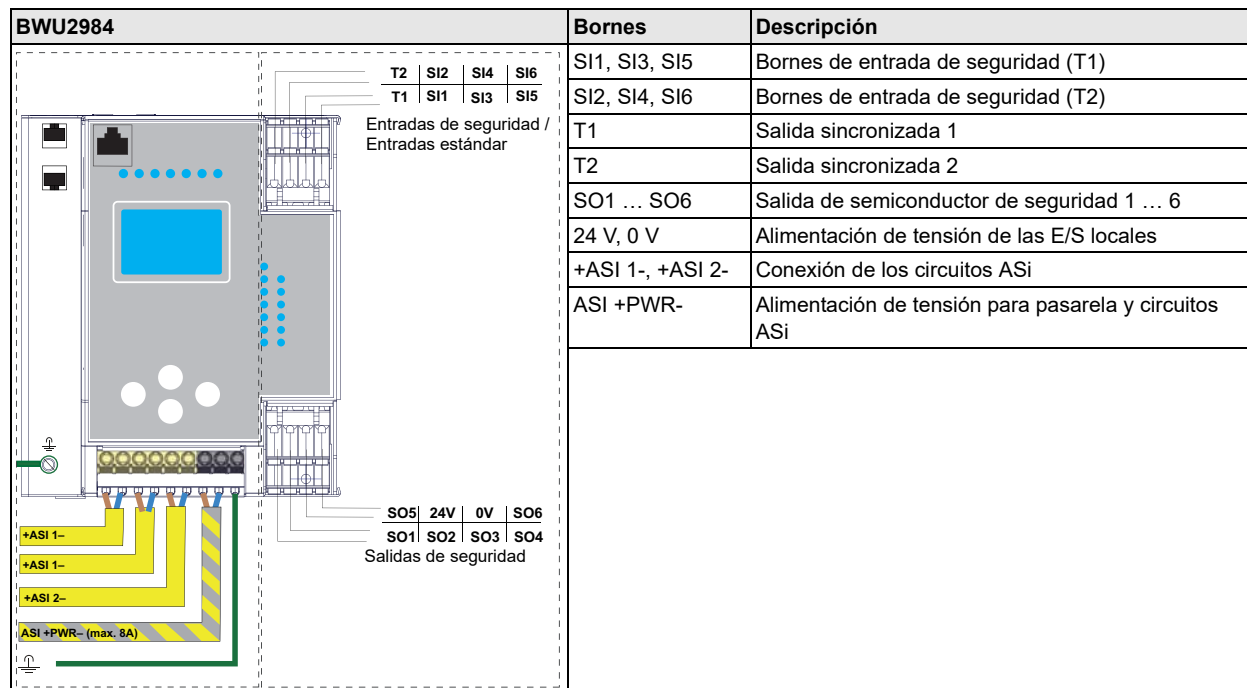 BWU2984
Bornes
Descripción
T2 SI2 SI4 SI6
T1 SI1 SI3 SI5
Entradas de seguridad /
Entradas estándar
SO5 24V 0V SO6
SO1 SO2 SO3 SO4
Salidas de seguridad
+ASI 1–
+ASI 1–
+ASI 2–
ASI +PWR– (max. 8A)
SI1, SI3, SI5 Bornes de entrada de seguridad (T1)
SI2, SI4, SI6 Bornes de entrada de seguridad (T2)
T1 Salida sincronizada 1
T2 Salida sincronizada 2
SO1 … SO6 Salida de semiconductor de seguridad 1 … 6
24 V, 0 V Alimentación de tensión de las E/S locales
+ASI 1-, +ASI 2- Conexión de los circuitos ASi
ASI +PWR- Alimentación de tensión para pasarela y circuitos
ASi